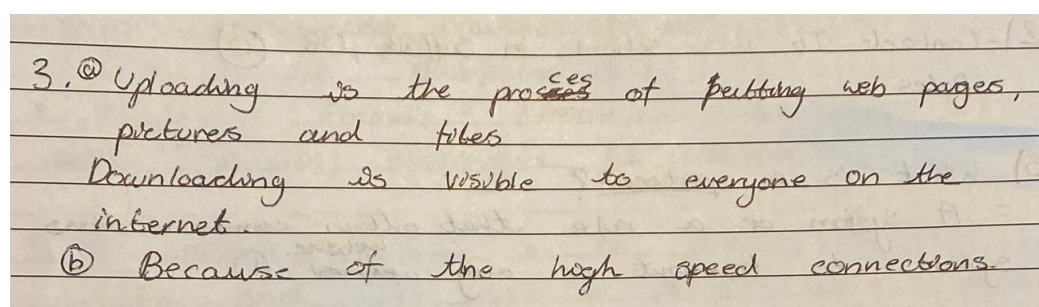 3. ⓐ Uploading is the process of putting web pages,
pictures and files
Downloading is visible to everyone on the
internet.
ⓑ Because of the high speed connections.